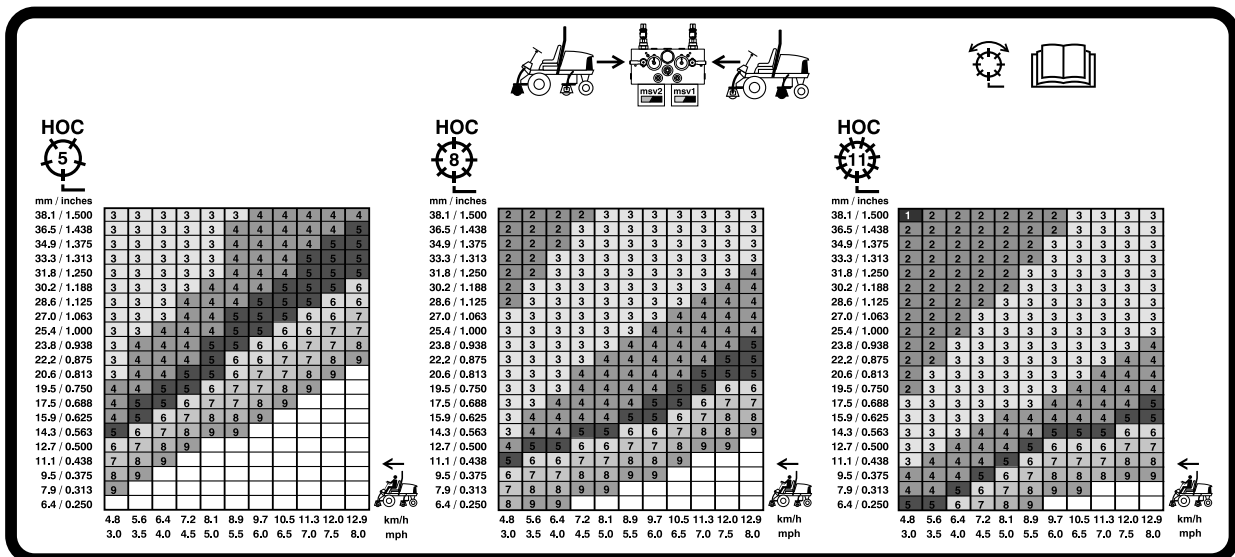 msv2 msv1
HOC
5
mm / inches
38.1 / 1.500 3 3 3 3 3 3 4 4 4 4 4
36.5 / 1.438 3 3 3 3 3 4 4 4 4 4 5
34.9 / 1.375 3 3 3 3 3 4 4 4 4 5 5
33.3 / 1.313 3 3 3 3 3 4 4 4 5 5 5
31.8 / 1.250 3 3 3 3 3 4 4 4 5 5 5
30.2 / 1.188 3 3 3 3 4 4 4 5 5 5 6
28.6 / 1.125 3 3 3 4 4 4 5 5 5 6 6
27.0 / 1.063 3 3 3 4 4 5 5 5 6 6 7
25.4 / 1.000 3 3 4 4 4 5 5 6 6 7 7
23.8 / 0.938 3 4 4 4 5 5 6 6 7 7 8
22.2 / 0.875 3 4 4 4 5 6 6 7 7 8 9
20.6 / 0.813 3 4 4 5 5 6 7 7 8 9
19.5 / 0.750 4 4 5 5 6 7 7 8 9
17.5 / 0.688 4 5 5 6 7 7 8 9
15.9 / 0.625 4 5 6 7 8 8 9
14.3 / 0.563 5 6 7 8 9 9
12.7 / 0.500 6 7 8 9
11.1 / 0.438 7 8 9
9.5 / 0.375 8 9
7.9 / 0.313 9
6.4 / 0.250
4.8 5.6 6.4 7.2 8.1 8.9 9.7 10.5 11.3 12.0 12.9 km/h
3.0 3.5 4.0 4.5 5.0 5.5 6.0 6.5 7.0 7.5 8.0 mph
HOC
8
mm / inches
38.1 / 1.500 2 2 2 2 3 3 3 3 3 3 3
36.5 / 1.438 2 2 2 3 3 3 3 3 3 3 3
34.9 / 1.375 2 2 2 3 3 3 3 3 3 3 3
33.3 / 1.313 2 2 3 3 3 3 3 3 3 3 3
31.8 / 1.250 2 2 3 3 3 3 3 3 3 3 4
30.2 / 1.188 2 3 3 3 3 3 3 3 3 3 4
28.6 / 1.125 2 3 3 3 3 3 3 3 4 4 4
27.0 / 1.063 3 3 3 3 3 3 3 4 4 4 4
25.4 / 1.000 3 3 3 3 3 3 4 4 4 4 4
23.8 / 0.938 3 3 3 3 3 4 4 4 4 4 5
22.2 / 0.875 3 3 3 3 4 4 4 4 4 5 5
20.6 / 0.813 3 3 3 4 4 4 4 4 5 5 5
19.5 / 0.750 3 3 3 4 4 4 4 5 5 6 6
17.5 / 0.688 3 3 4 4 4 4 5 5 6 7 7
15.9 / 0.625 3 4 4 4 4 5 5 6 7 8 8
14.3 / 0.563 3 4 4 5 5 6 6 7 8 8 9
12.7 / 0.500 4 5 5 6 6 7 7 8 9 9
11.1 / 0.438 5 6 6 7 7 8 8 9
9.5 / 0.375 6 7 7 8 8 9 9
7.9 / 0.313 7 8 8 9 9
6.4 / 0.250 8 9 9
4.8 5.6 6.4 7.2 8.1 8.9 9.7 10.5 11.3 12.0 12.9 km/h
3.0 3.5 4.0 4.5 5.0 5.5 6.0 6.5 7.0 7.5 8.0 mph
HOC
11
mm / inches
38.1 / 1.500 1 2 2 2 2 2 2 3 3 3 3
36.5 / 1.438 2 2 2 2 2 2 2 3 3 3 3
34.9 / 1.375 2 2 2 2 2 2 3 3 3 3 3
33.3 / 1.313 2 2 2 2 2 2 3 3 3 3 3
31.8 / 1.250 2 2 2 2 2 3 3 3 3 3 3
30.2 / 1.188 2 2 2 2 2 3 3 3 3 3 3
28.6 / 1.125 2 2 2 2 3 3 3 3 3 3 3
27.0 / 1.063 2 2 2 3 3 3 3 3 3 3 3
25.4 / 1.000 2 2 2 3 3 3 3 3 3 3 3
23.8 / 0.938 2 2 3 3 3 3 3 3 3 3 4
22.2 / 0.875 2 2 3 3 3 3 3 3 3 4 4
20.6 / 0.813 2 3 3 3 3 3 3 3 4 4 4
19.5 / 0.750 2 3 3 3 3 3 3 4 4 4 4
17.5 / 0.688 3 3 3 3 3 3 4 4 4 4 5
15.9 / 0.625 3 3 3 3 4 4 4 4 4 5 5
14.3 / 0.563 3 3 3 4 4 4 5 5 5 6 6
12.7 / 0.500 3 3 4 4 4 5 6 6 6 7 7
11.1 / 0.438 3 4 4 4 5 6 7 7 7 8 8
9.5 / 0.375 4 4 4 5 6 7 7 8 8 9 9
7.9 / 0.313 4 4 5 6 7 8 9 9
6.4 / 0.250 5 5 6 7 8 9
4.8 5.6 6.4 7.2 8.1 8.9 9.7 10.5 11.3 12.0 12.9 km/h
3.0 3.5 4.0 4.5 5.0 5.5 6.0 6.5 7.0 7.5 8.0 mph